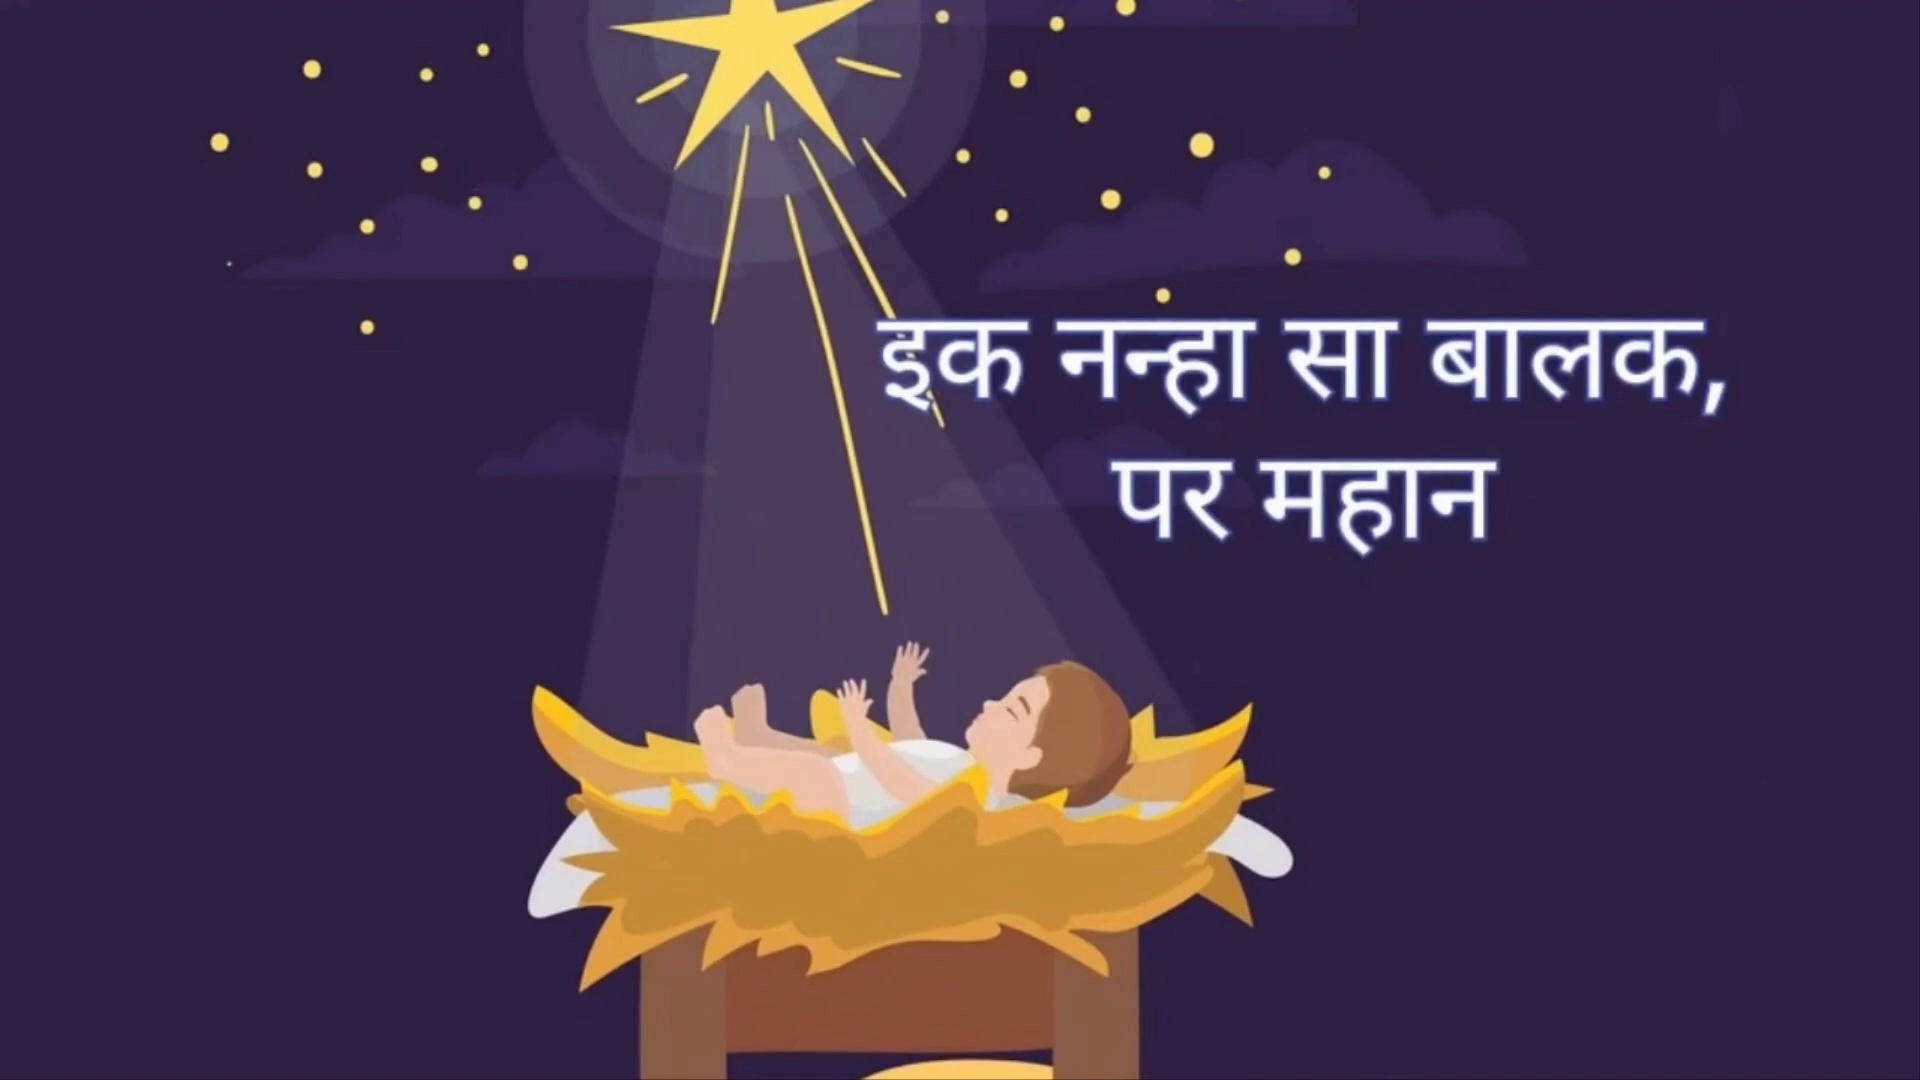 इक नन्हा सा बालक,
पर महान